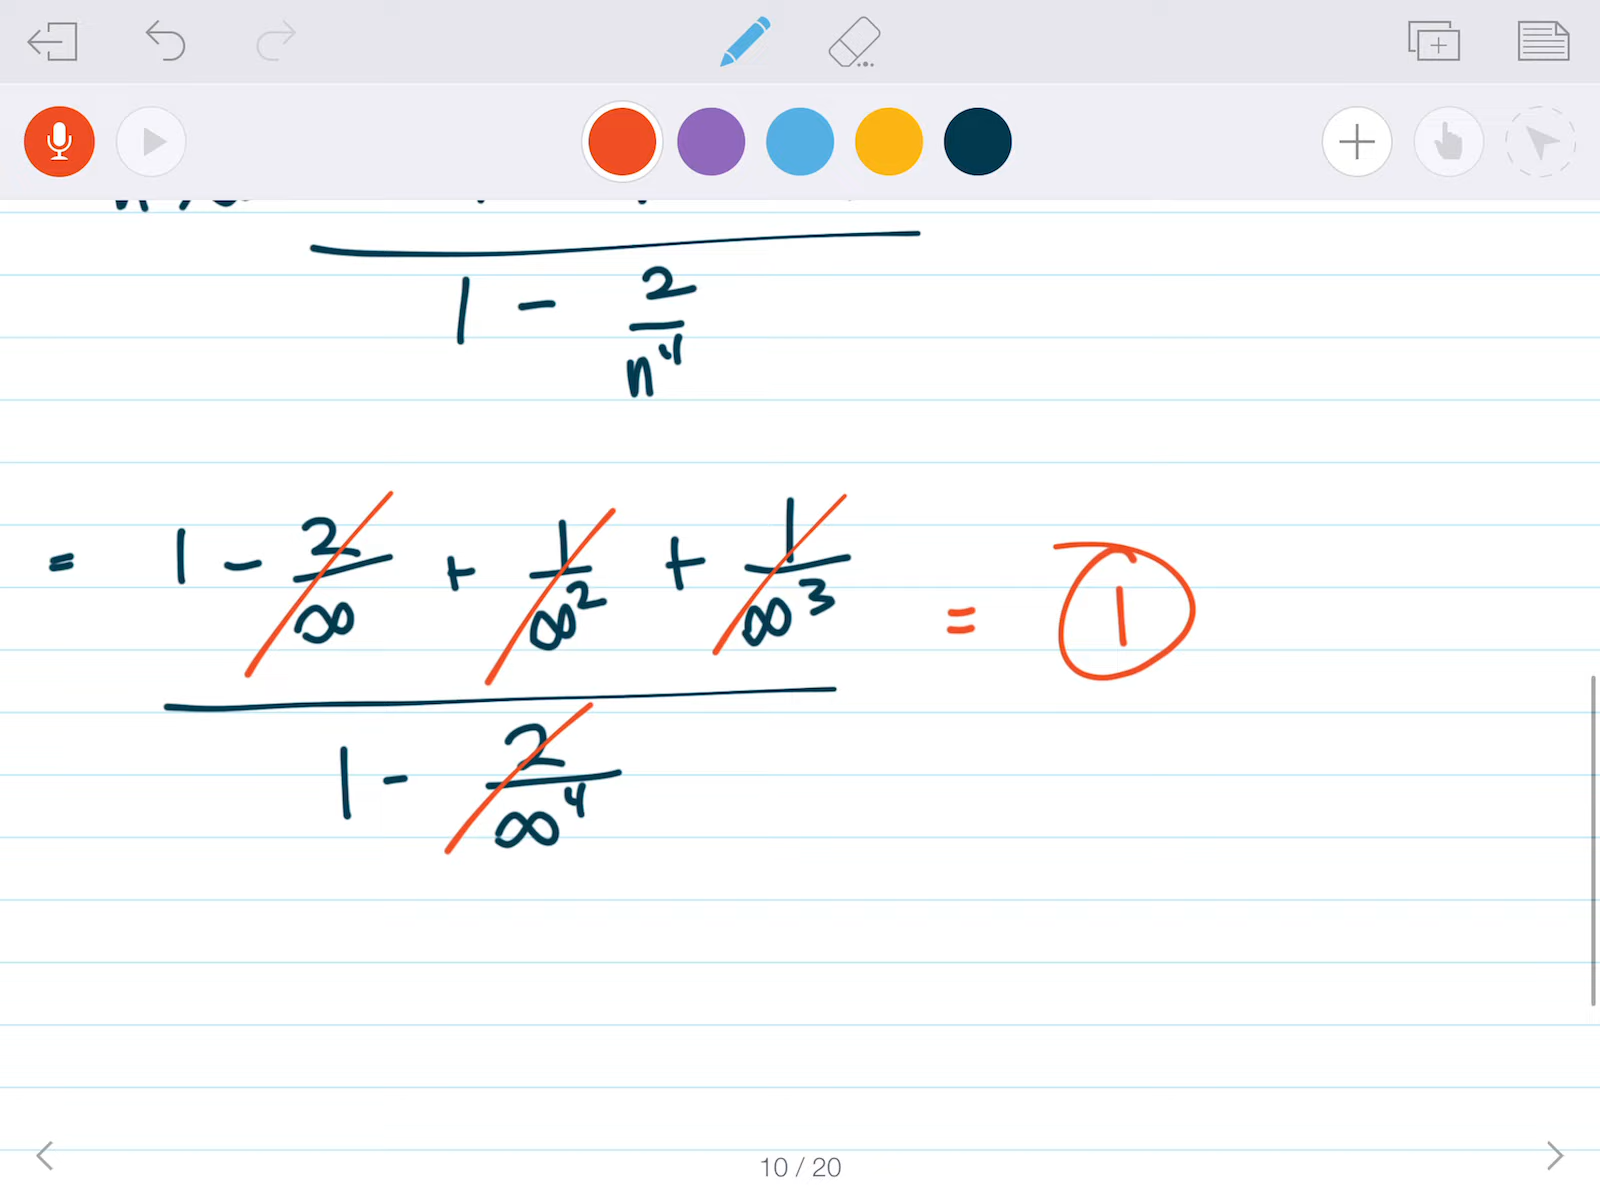 1 - 2/n⁴
= (1 - 2/∞ + 1/∞² + 1/∞³)/(1 - 2/∞⁴) = 1
10 / 20